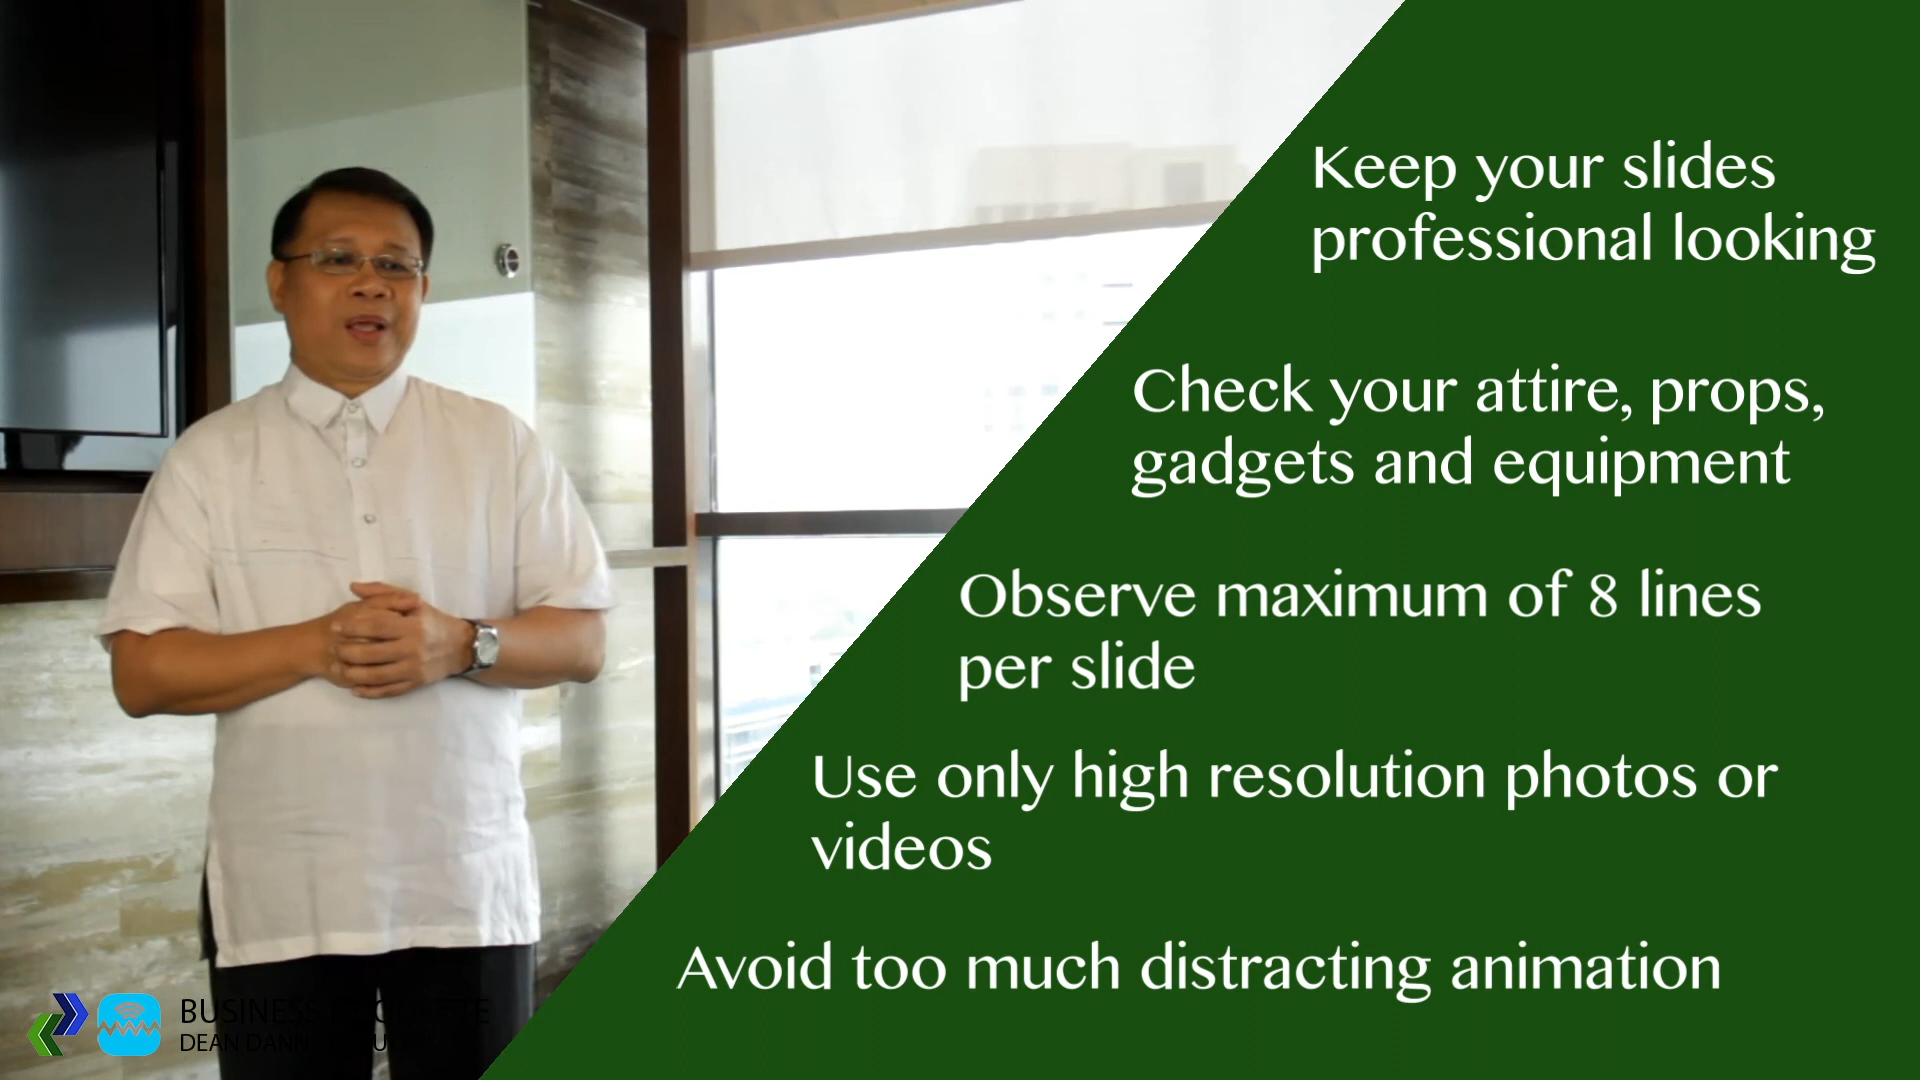 Keep your slides
professional looking
Check your attire, props,
gadgets and equipment
Observe maximum of 8 lines
per slide
Use only high resolution photos or
videos
Avoid too much distracting animation
BUSINESS
DEAN